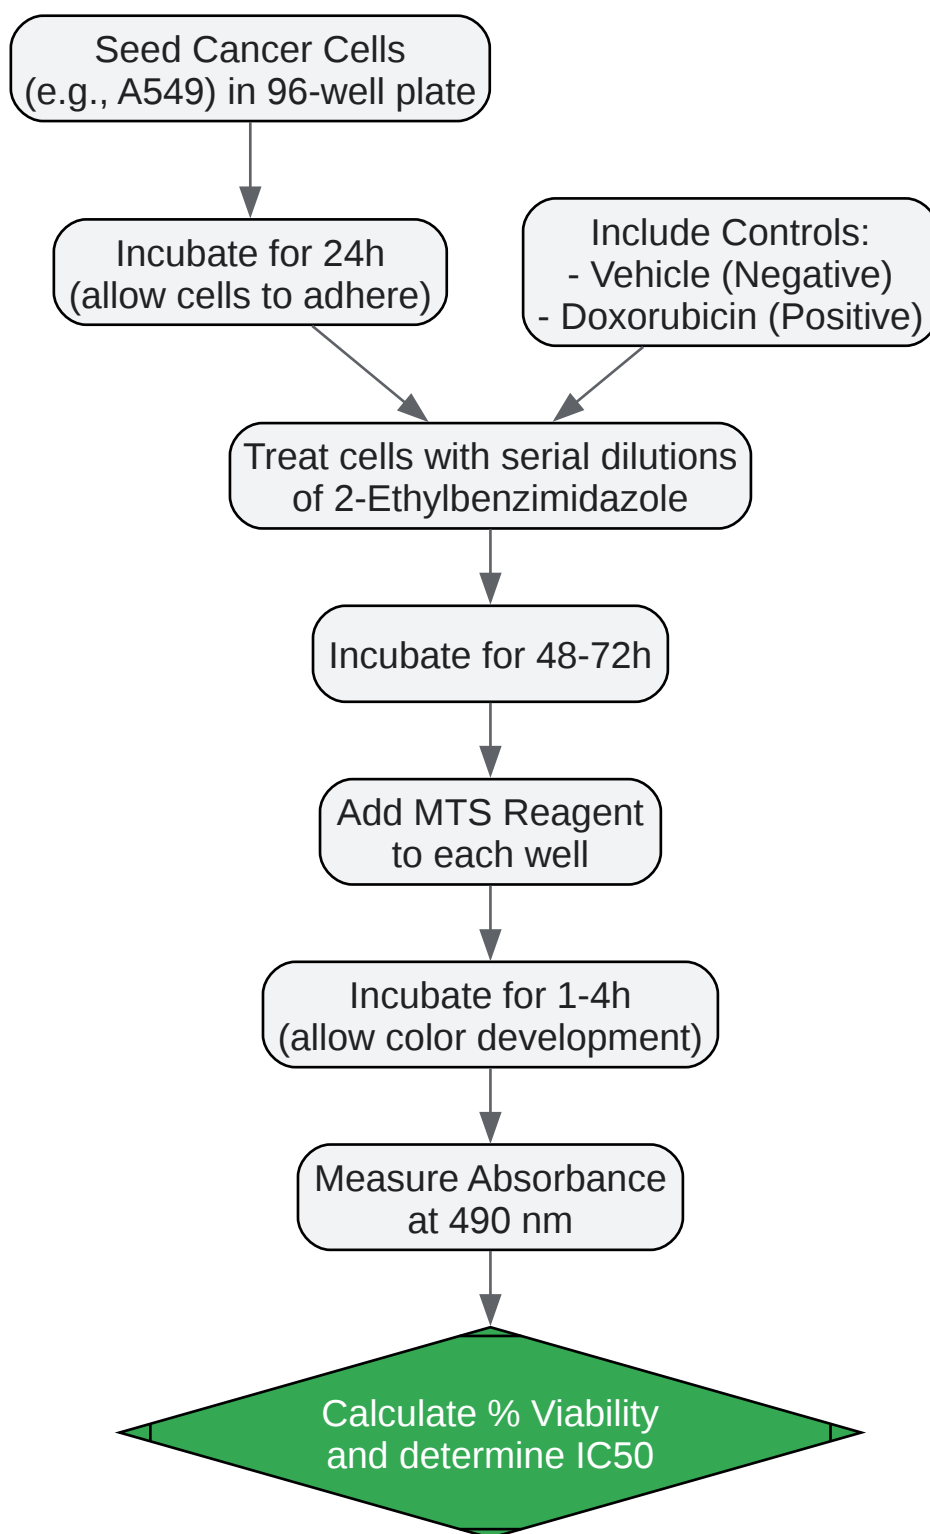 Seed Cancer Cells
(e.g., A549) in 96-well plate
Incubate for 24h
(allow cells to adhere)
Include Controls:
- Vehicle (Negative)
- Doxorubicin (Positive)
Treat cells with serial dilutions
of 2-Ethylbenzimidazole
Incubate for 48-72h
Add MTS Reagent
to each well
Incubate for 1-4h
(allow color development)
Measure Absorbance
at 490 nm
Calculate % Viability
and determine IC50